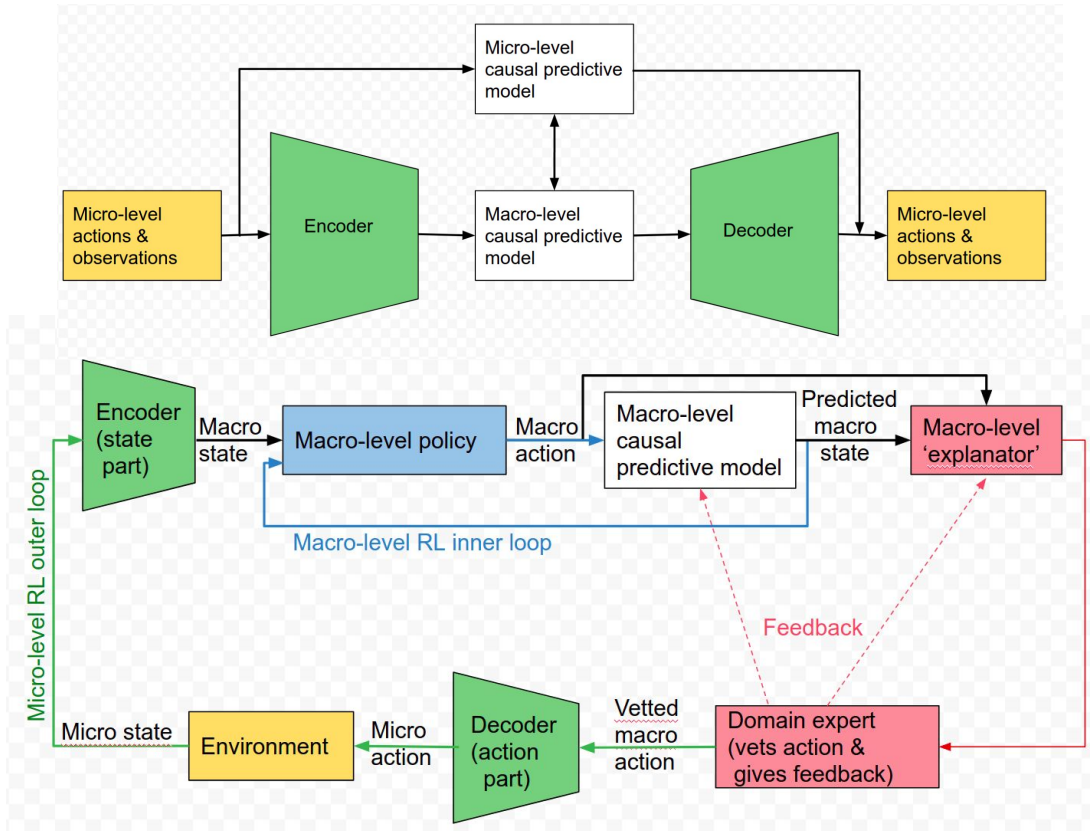 Micro-level
causal predictive
model
Micro-level
actions &
observations
Encoder
Macro-level
causal predictive
model
Decoder
Micro-level
actions &
observations
Encoder
(state
part)
Macro
state
Macro-level policy
Macro
action
Macro-level
causal
predictive model
Predicted
macro
state
Macro-level
‘explanator’
Macro-level RL inner loop
Micro-level RL outer loop
Feedback
Micro state
Environment
Micro
action
Decoder
(action
part)
Vetted
macro
action
Domain expert
(vets action &
gives feedback)